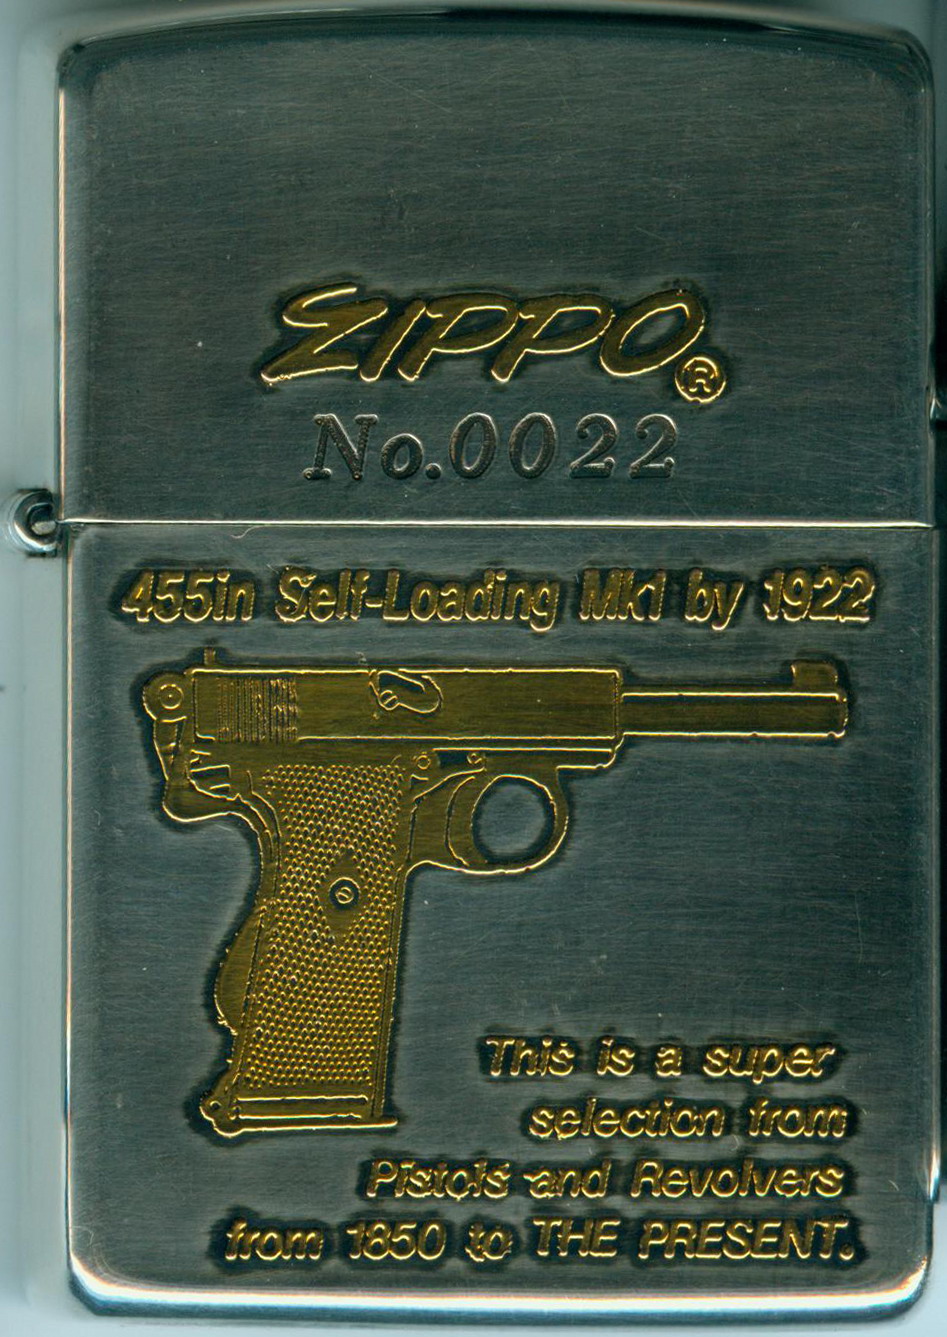 ZIPPO®
No.0022
455in Self-Loading Mk1 by 1922
This is a super
selection from
Pistols and Revolvers
from 1850 to THE PRESENT.